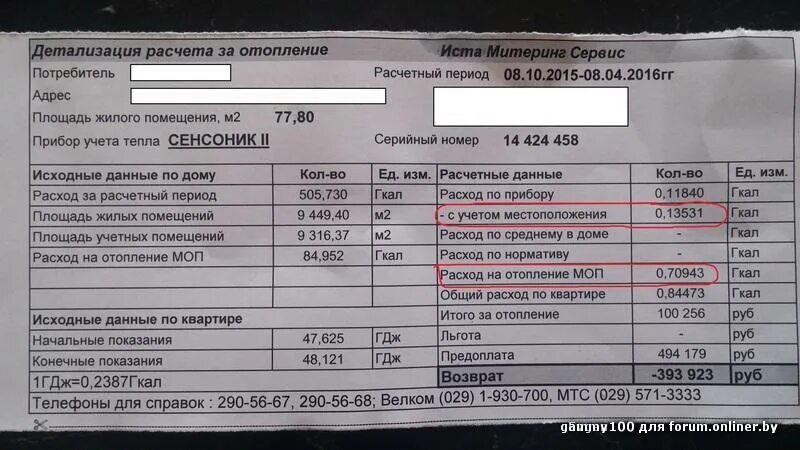 Детализация расчета за отопление Иста Митеринг Сервис
Потребитель Расчетный период 08.10.2015-08.04.2016гг
Адрес
Площадь жилого помещения, м2 77,80
Прибор учета тепла СЕНСОНИК II Серийный номер 14 424 458
Исходные данные по дому Кол-во Ед. изм. Расчетные данные Кол-во Ед. изм.
Расход за расчетный период 505,730 Гкал Расход по прибору 0,11840 Гкал
Площадь жилых помещений 9 449,40 м2 - с учетом местоположения 0,13531 Гкал
Площадь учетных помещений 9 316,37 м2 Расход по среднему в доме - Гкал
Расход на отопление МОП 84,952 Гкал Расход по нормативу - Гкал
Расход на отопление МОП 0,70943 Гкал
Общий расход по квартире 0,84473 Гкал
Исходные данные по квартире Итого за отопление 100 256 руб
Начальные показания 47,625 ГДж Льгота - руб
Конечные показания 48,121 ГДж Предоплата 494 179 руб
1ГДж=0,2387Гкал Возврат -393 923 руб
Телефоны для справок : 290-56-67, 290-56-68; Велком (029) 1-930-700, МТС (029) 571-3333
для forum.onliner.by